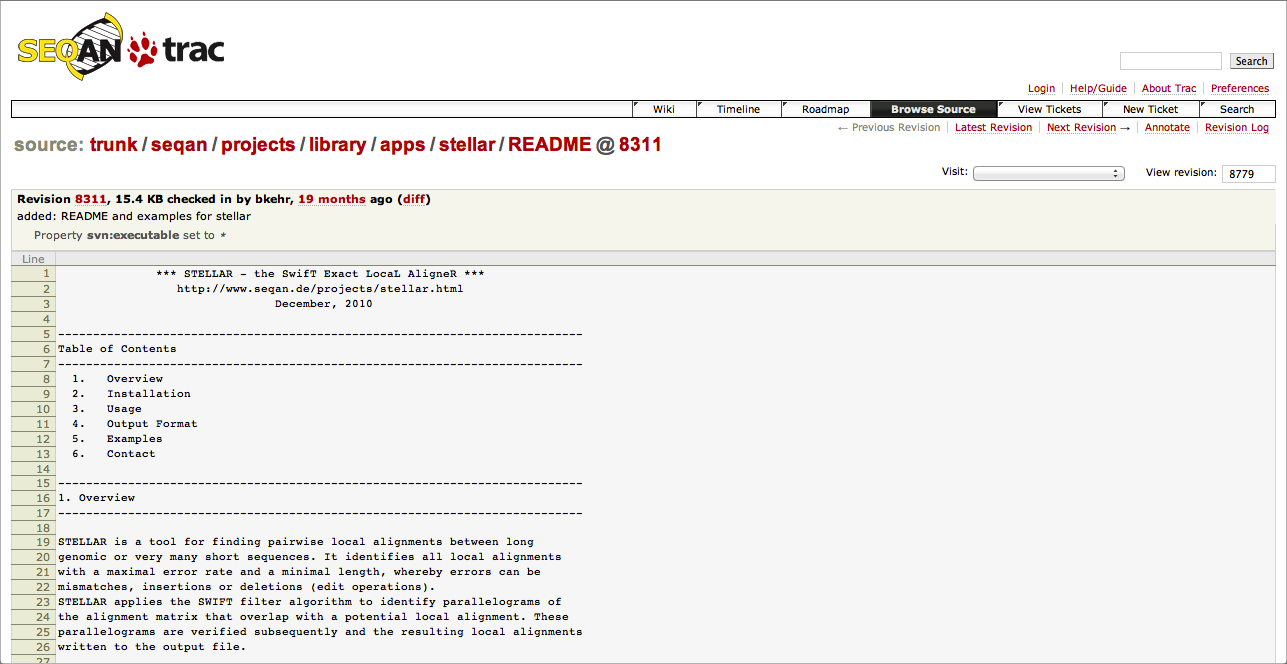 SEQAN trac
Search
Login Help/Guide About Trac Preferences
Wiki Timeline Roadmap Browse Source View Tickets New Ticket Search
← Previous Revision Latest Revision Next Revision → Annotate Revision Log
source: trunk / seqan / projects / library / apps / stellar / README @ 8311
Visit: View revision: 8779
Revision 8311, 15.4 KB checked in by bkehr, 19 months ago (diff)
added: README and examples for stellar
Property svn:executable set to *
Line
1 *** STELLAR - the SwifT Exact LocaL AligneR ***
2 http://www.seqan.de/projects/stellar.html
3 December, 2010
4
5 ---------------------------------------------------------------------------
6 Table of Contents
7 ---------------------------------------------------------------------------
8 1. Overview
9 2. Installation
10 3. Usage
11 4. Output Format
12 5. Examples
13 6. Contact
14
15 ---------------------------------------------------------------------------
16 1. Overview
17 ---------------------------------------------------------------------------
18
19 STELLAR is a tool for finding pairwise local alignments between long
20 genomic or very many short sequences. It identifies all local alignments
21 with a maximal error rate and a minimal length, whereby errors can be
22 mismatches, insertions or deletions (edit operations).
23 STELLAR applies the SWIFT filter algorithm to identify parallelograms of
24 the alignment matrix that overlap with a potential local alignment. These
25 parallelograms are verified subsequently and the resulting local alignments
26 written to the output file.
27